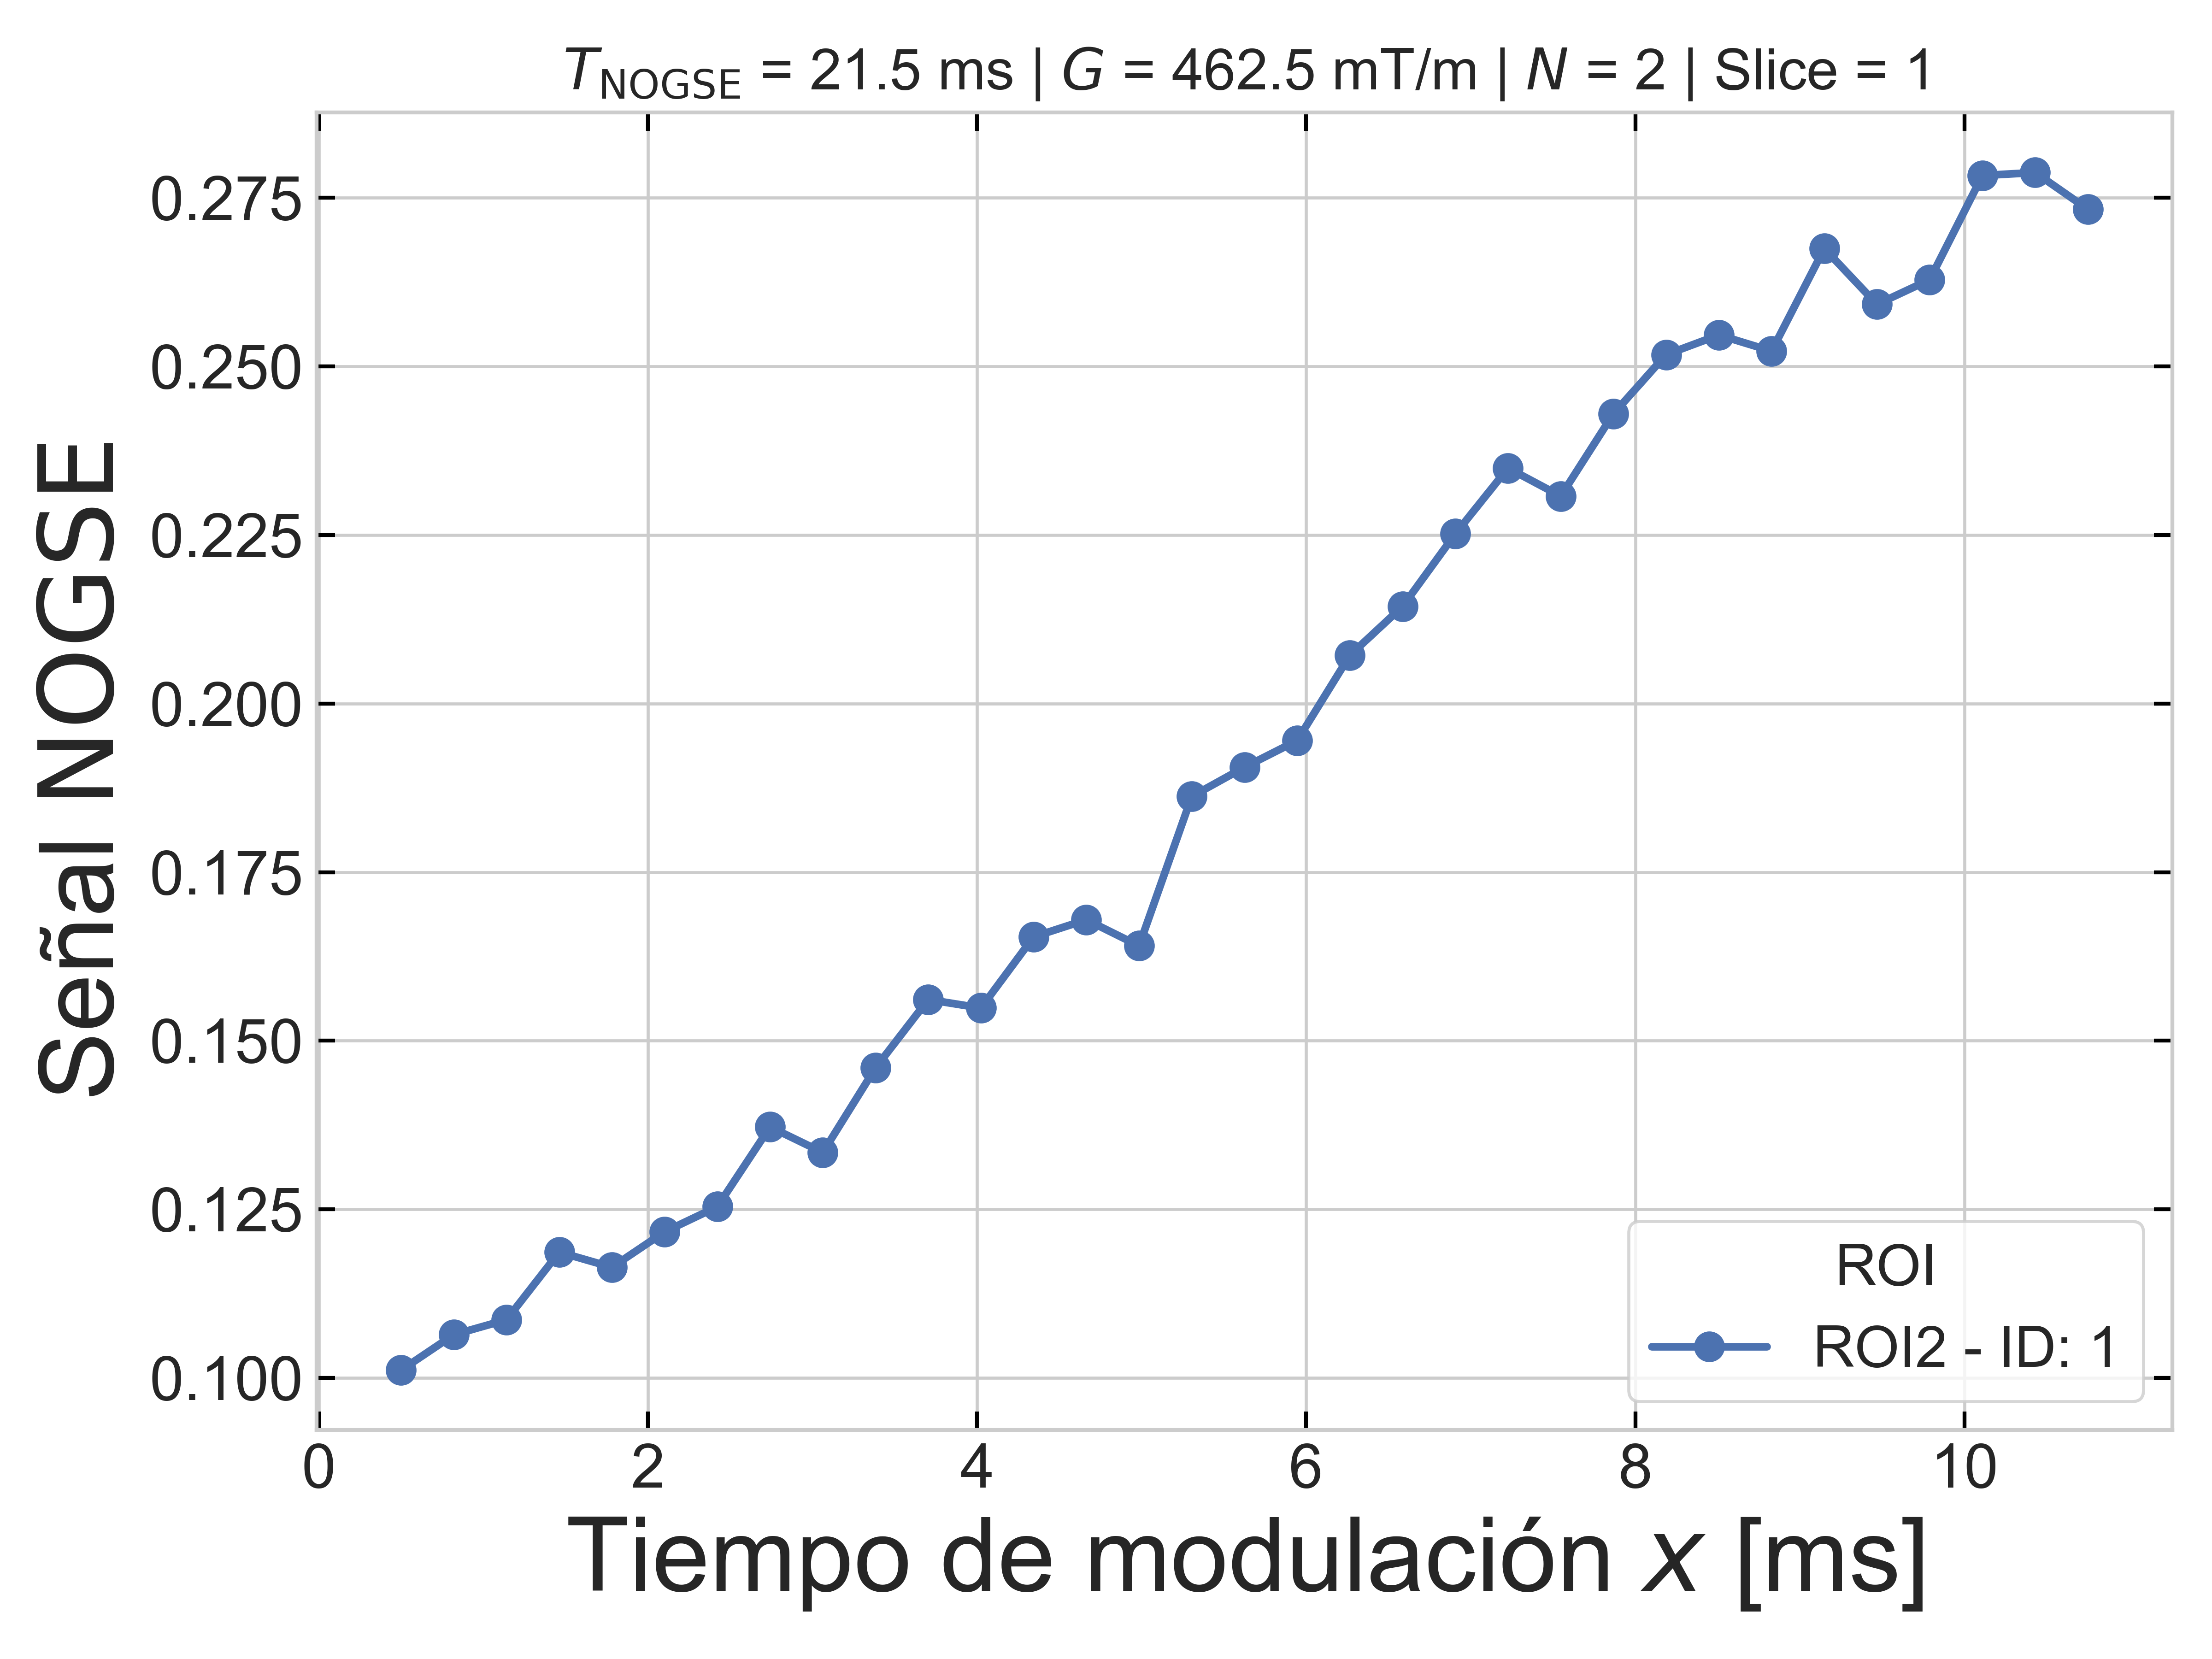 T_NOGSE = 21.5 ms | G = 462.5 mT/m | N = 2 | Slice = 1
Señal NOGSE
0.275
0.250
0.225
0.200
0.175
0.150
0.125
0.100
ROI
ROI2 - ID: 1
0 2 4 6 8 10
Tiempo de modulación x [ms]